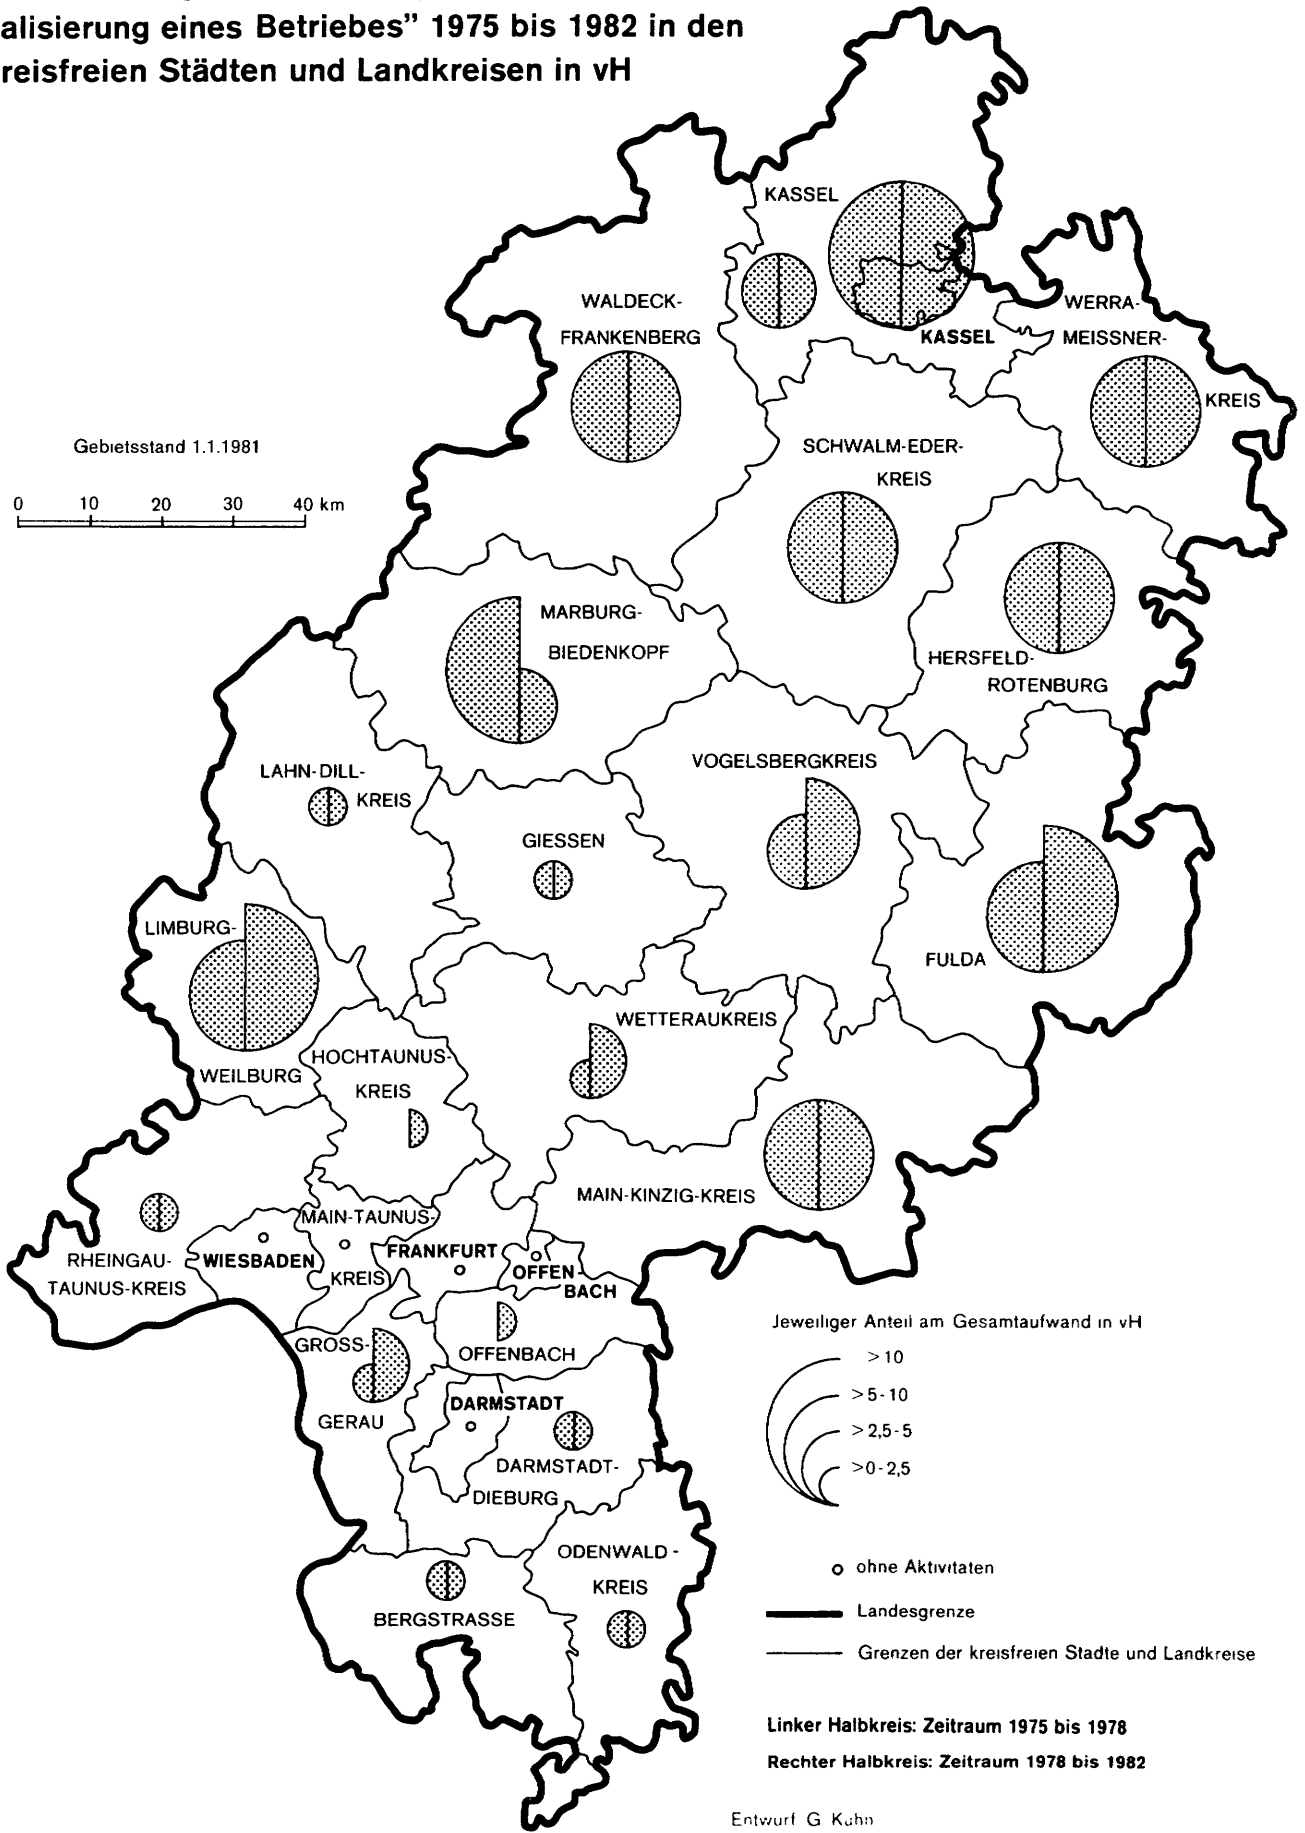 alisierung eines Betriebes” 1975 bis 1982 in den
reisfreien Städten und Landkreisen in vH
KASSEL
WALDECK-
FRANKENBERG
KASSEL
WERRA-
MEISSNER-
KREIS
Gebietsstand 1.1.1981
0 10 20 30 40 km
SCHWALM-EDER-
KREIS
MARBURG-
BIEDENKOPF
HERSFELD-
ROTENBURG
LAHN-DILL-
KREIS
VOGELSBERGKREIS
GIESSEN
LIMBURG-
WEILBURG
FULDA
WETTERAUKREIS
HOCHTAUNUS-
KREIS
MAIN-KINZIG-KREIS
RHEINGAU-
TAUNUS-KREIS
WIESBADEN
MAIN-TAUNUS-
KREIS
FRANKFURT
OFFEN-
BACH
OFFENBACH
GROSS-
GERAU
DARMSTADT
DARMSTADT-
DIEBURG
ODENWALD-
KREIS
BERGSTRASSE
Jeweiliger Anteil am Gesamtaufwand in vH
>10
>5-10
>2,5-5
>0-2,5
ohne Aktivitaten
Landesgrenze
Grenzen der kreisfreien Stadte und Landkreise
Linker Halbkreis: Zeitraum 1975 bis 1978
Rechter Halbkreis: Zeitraum 1978 bis 1982
Entwurf G Kuhn